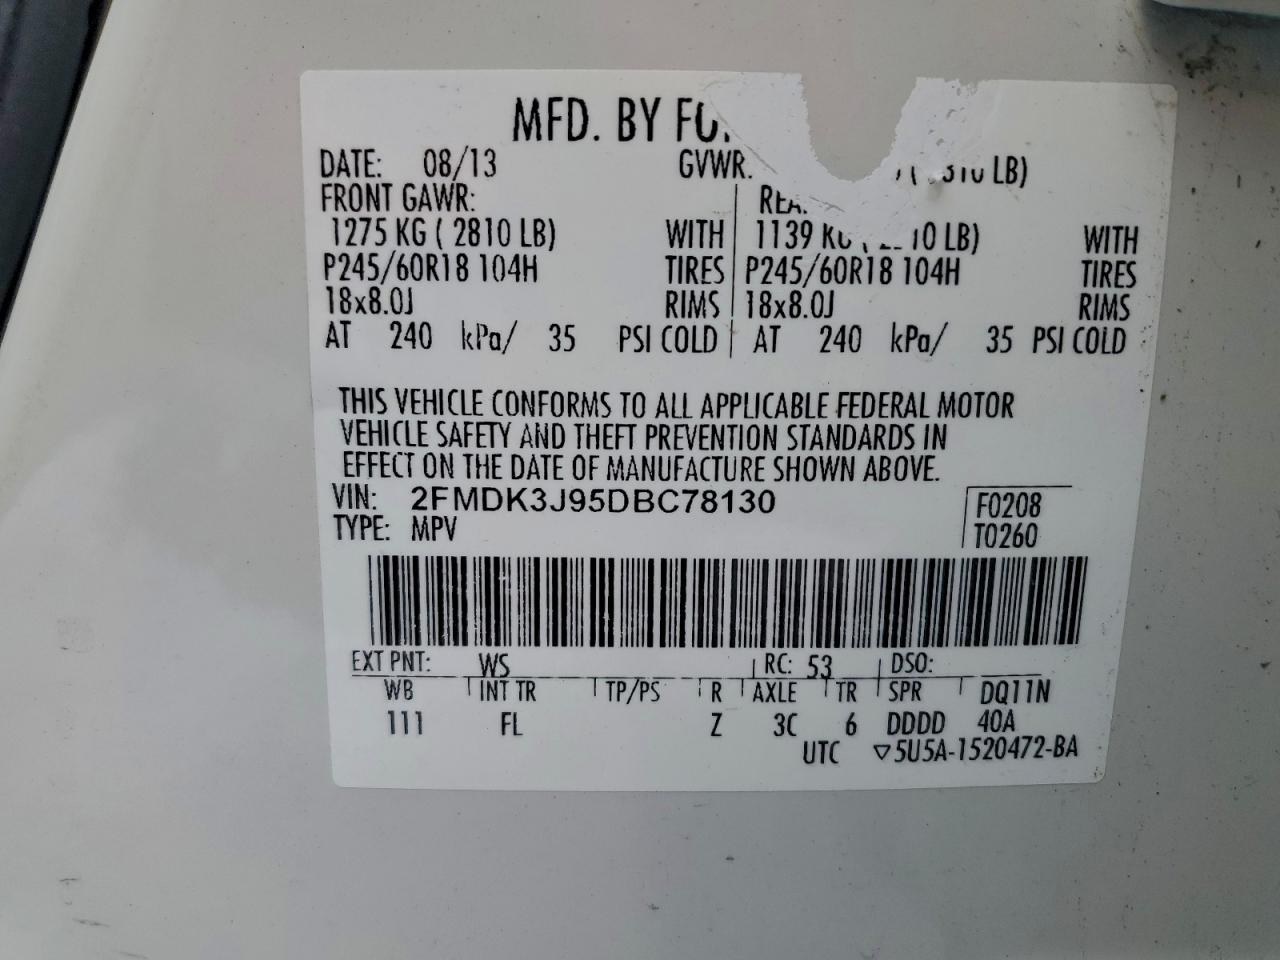 MFD. BY
DATE: 08/13 GVWR. LB)
FRONT GAWR:
1275 KG ( 2810 LB) WITH 1139 LB) WITH
P245/60R18 104H TIRES P245/60R18 104H TIRES
18x8.0J RIMS 18x8.0J RIMS
AT 240 kPa/ 35 PSI COLD AT 240 kPa/ 35 PSI COLD
THIS VEHICLE CONFORMS TO ALL APPLICABLE FEDERAL MOTOR
VEHICLE SAFETY AND THEFT PREVENTION STANDARDS IN
EFFECT ON THE DATE OF MANUFACTURE SHOWN ABOVE.
VIN: 2FMDK3J95DBC78130 F0208
TYPE: MPV T0260
EXT PNT: WS RC: 53 DSO:
WB INT TR TP/PS R AXLE TR SPR DQ11N
111 FL Z 3C 6 DDDD 40A
UTC ▽5U5A-1520472-BA